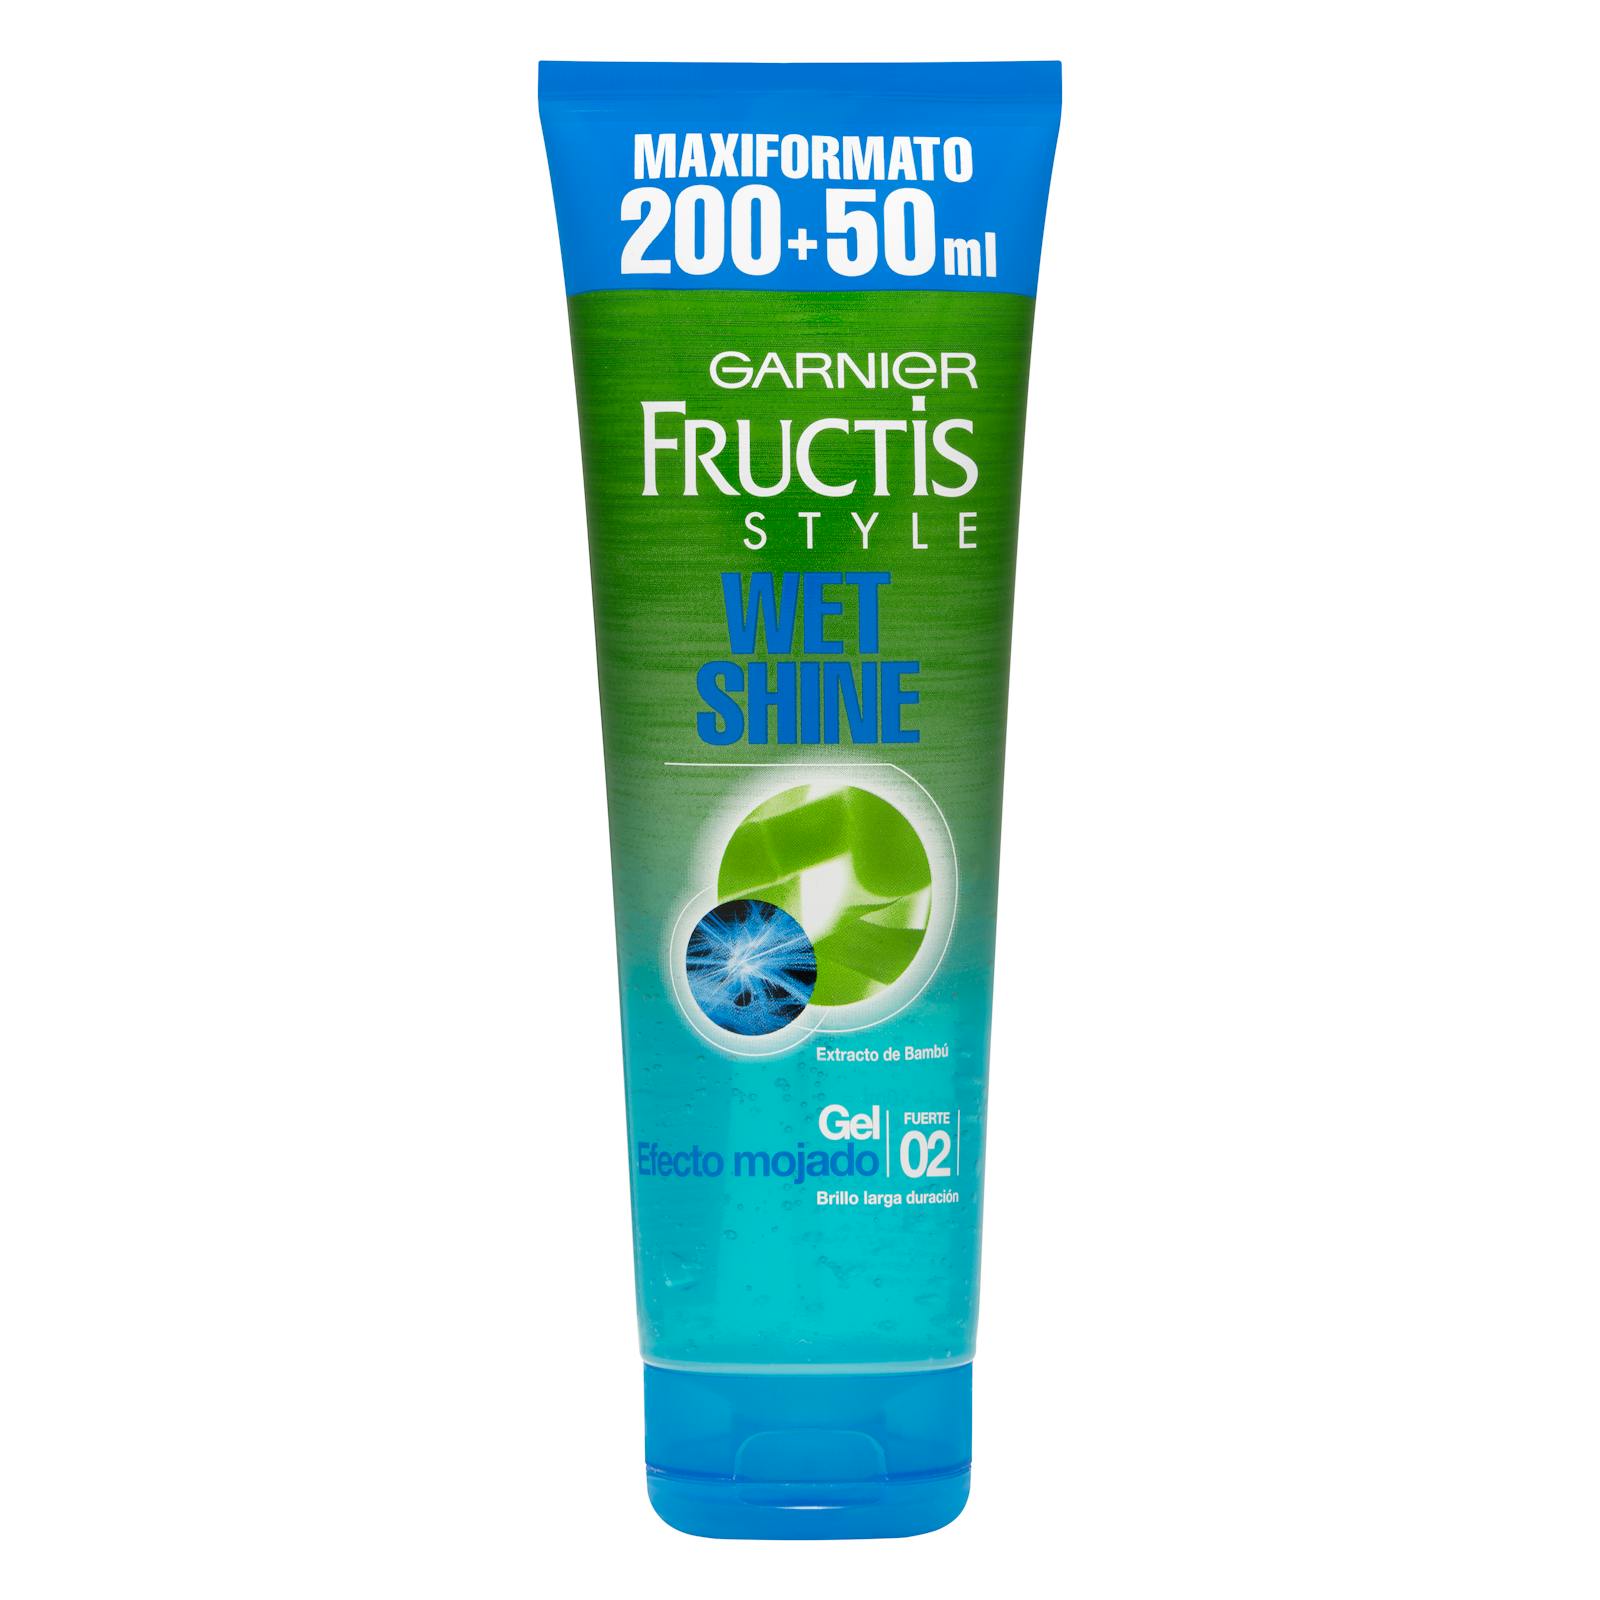 MAXIFORMATO
200+50ml
GARNIER
FRUCTIS
STYLE
WET
SHINE
Extracto de Bambú
Gel
Efecto mojado
FUERTE
02
Brillo larga duración